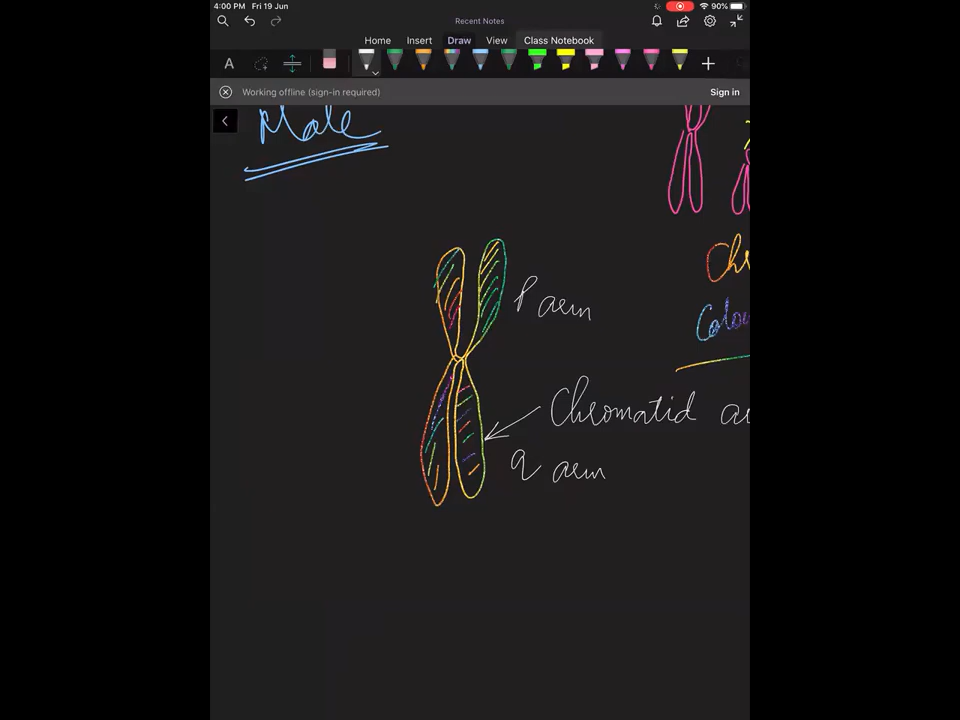 4:00 PM Fri 19 Jun
90%
Recent Notes
Home Insert Draw View Class Notebook
A
Working offline (sign-in required) Sign in
Male
P arm
Chromatid
q arm